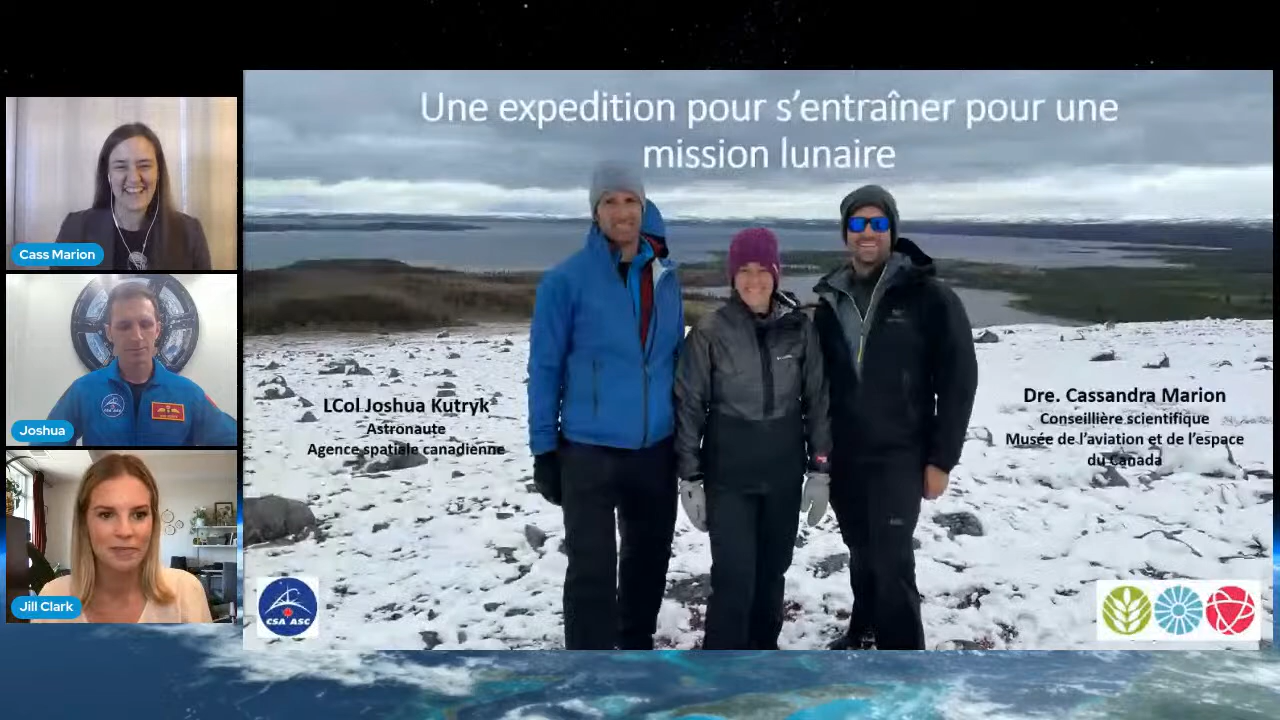 Une expedition pour s'entraîner pour une
mission lunaire
Cass Marion
Joshua
Jill Clark
LCol Joshua Kutryk
Astronaute
Agence spatiale canadienne
Dre. Cassandra Marion
Conseillère scientifique
Musée de l'aviation et de l'espace
du Canada
CSA ASC